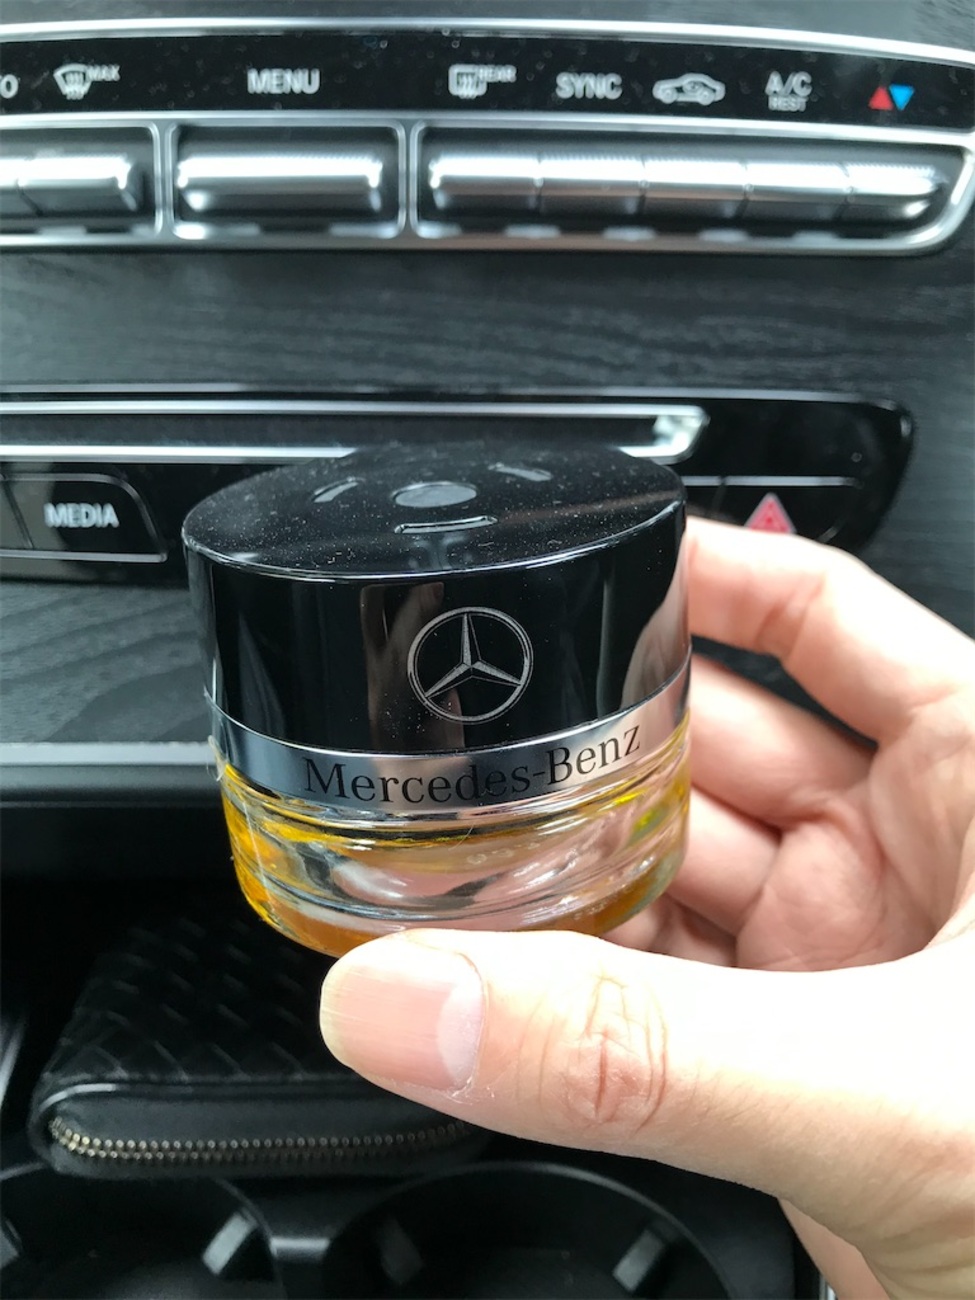 MAX
MENU
REAR
SYNC
A/C
REST
MEDIA
Mercedes-Benz